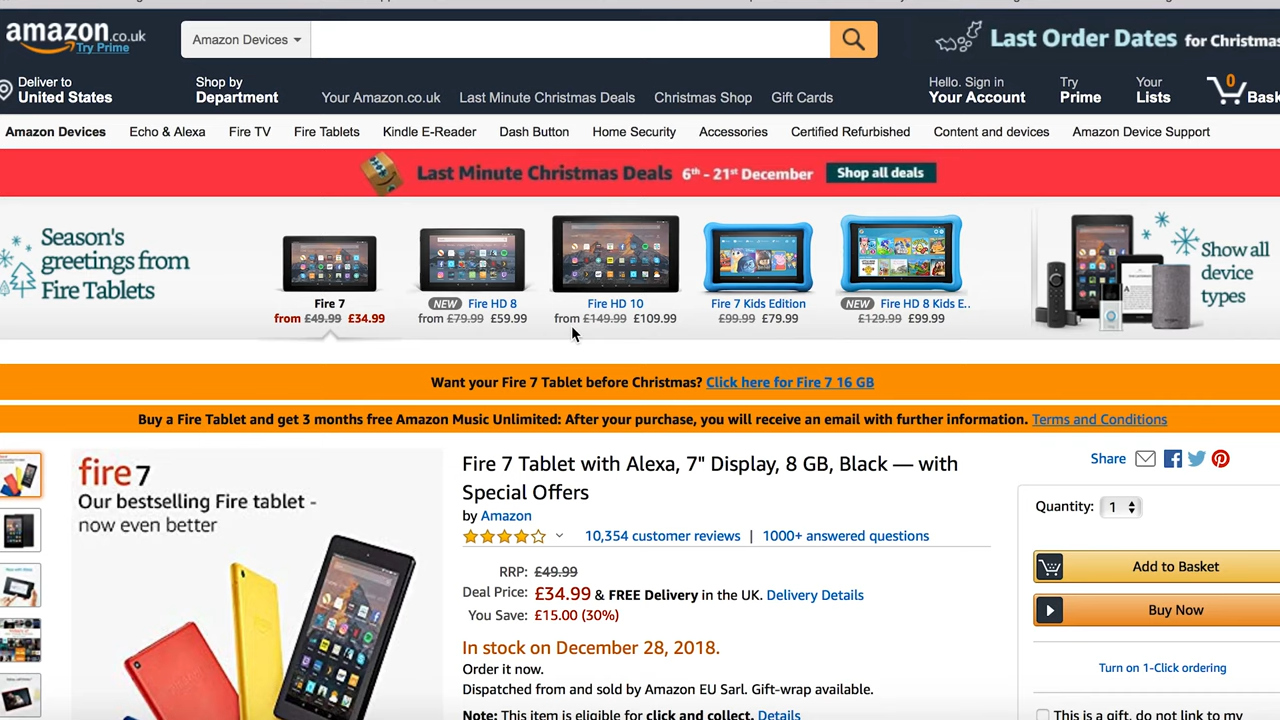 amazon.co.uk
Try Prime
Amazon Devices
Last Order Dates for Christmas
Deliver to
United States
Shop by
Department
Your Amazon.co.uk
Last Minute Christmas Deals
Christmas Shop
Gift Cards
Hello. Sign in
Your Account
Try
Prime
Your
Lists
0
Bask
Amazon Devices
Echo & Alexa
Fire TV
Fire Tablets
Kindle E-Reader
Dash Button
Home Security
Accessories
Certified Refurbished
Content and devices
Amazon Device Support
Last Minute Christmas Deals 6th - 21st December
Shop all deals
Season's
greetings from
Fire Tablets
Fire 7
from £49.99 £34.99
NEW Fire HD 8
from £79.99 £59.99
Fire HD 10
from £149.99 £109.99
Fire 7 Kids Edition
£99.99 £79.99
NEW Fire HD 8 Kids E..
£129.99 £99.99
Show all
device
types
Want your Fire 7 Tablet before Christmas? Click here for Fire 7 16 GB
Buy a Fire Tablet and get 3 months free Amazon Music Unlimited: After your purchase, you will receive an email with further information. Terms and Conditions
fire 7
Our bestselling Fire tablet -
now even better
Fire 7 Tablet with Alexa, 7" Display, 8 GB, Black — with
Special Offers
by Amazon
10,354 customer reviews | 1000+ answered questions
RRP: £49.99
Deal Price: £34.99 & FREE Delivery in the UK. Delivery Details
You Save: £15.00 (30%)
In stock on December 28, 2018.
Order it now.
Dispatched from and sold by Amazon EU Sarl. Gift-wrap available.
Note: This item is eligible for click and collect. Details
Share
Quantity: 1
Add to Basket
Buy Now
Turn on 1-Click ordering
This is a gift, do not link to my